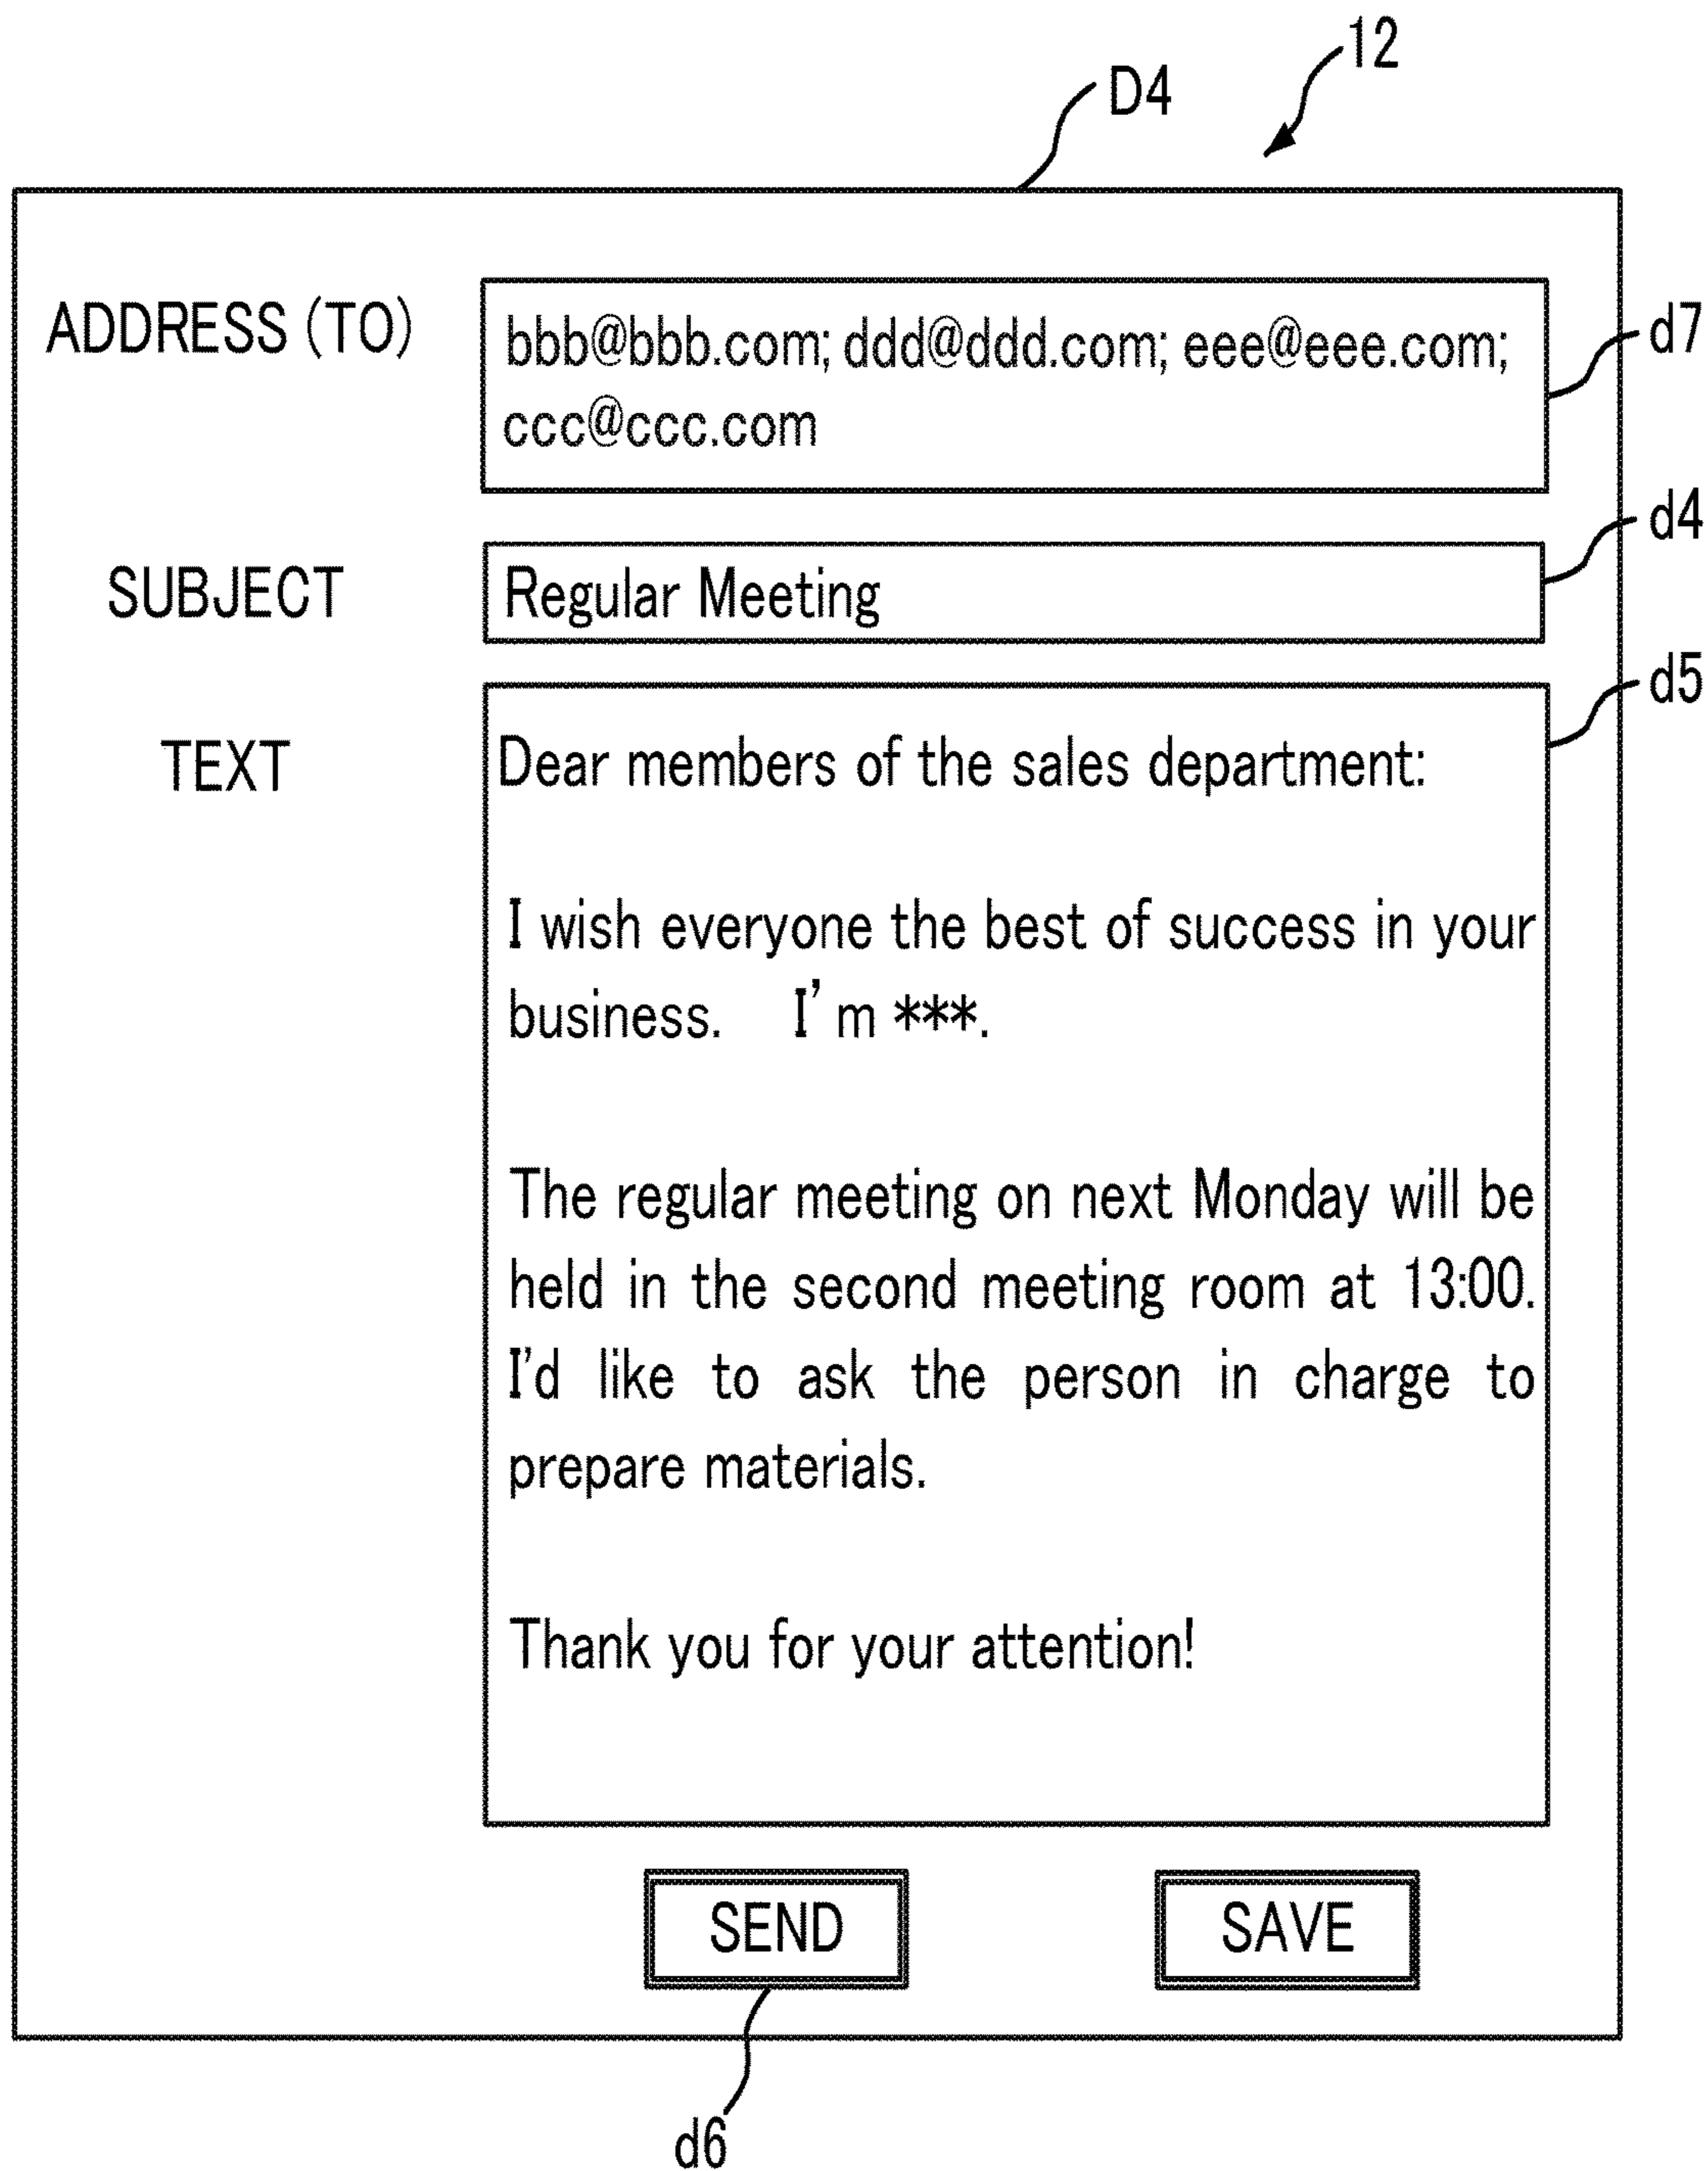 12
D4
ADDRESS (TO)
bbb@bbb.com; ddd@ddd.com; eee@eee.com;
ccc@ccc.com
d7
d4
SUBJECT
Regular Meeting
d5
TEXT
Dear members of the sales department:
I wish everyone the best of success in your
business. I'm ***.
The regular meeting on next Monday will be
held in the second meeting room at 13:00.
I'd like to ask the person in charge to
prepare materials.
Thank you for your attention!
SEND
SAVE
d6